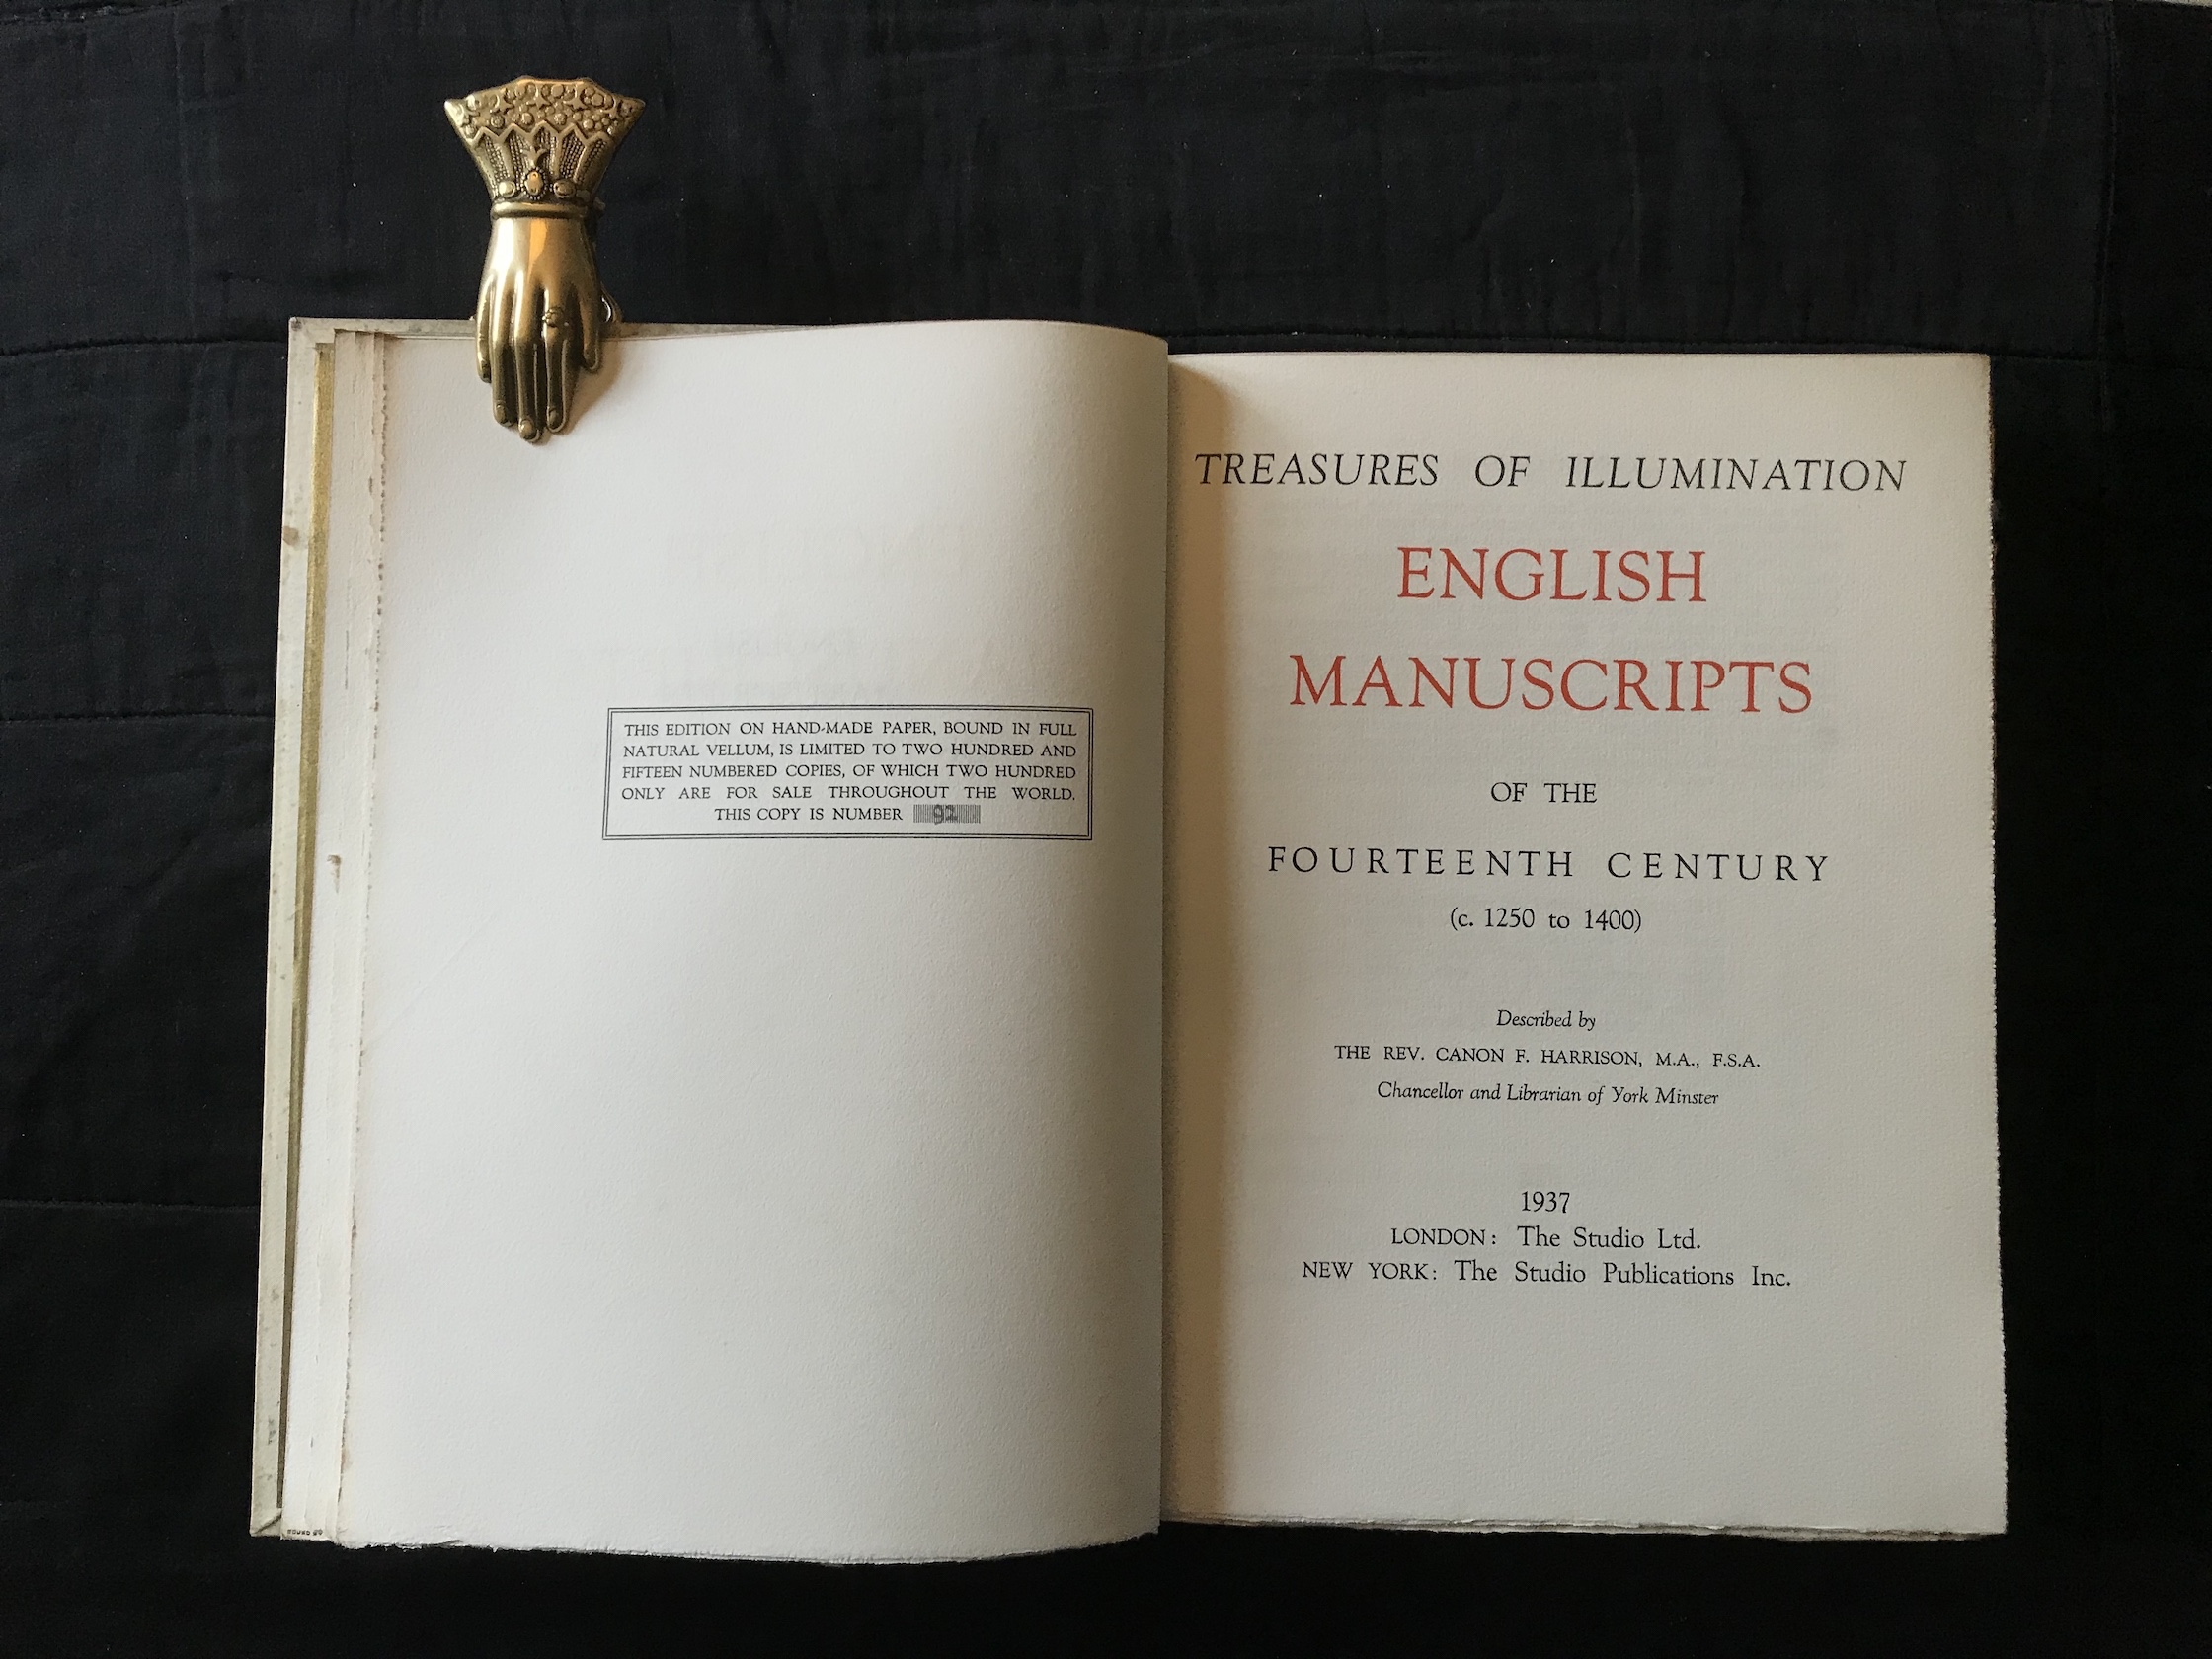 THIS EDITION ON HAND-MADE PAPER, BOUND IN FULL
NATURAL VELLUM, IS LIMITED TO TWO HUNDRED AND
FIFTEEN NUMBERED COPIES, OF WHICH TWO HUNDRED
ONLY ARE FOR SALE THROUGHOUT THE WORLD.
THIS COPY IS NUMBER 92
TREASURES OF ILLUMINATION
ENGLISH
MANUSCRIPTS
OF THE
FOURTEENTH CENTURY
(c. 1250 to 1400)
Described by
THE REV. CANON F. HARRISON, M.A., F.S.A.
Chancellor and Librarian of York Minster
1937
LONDON: The Studio Ltd.
NEW YORK: The Studio Publications Inc.